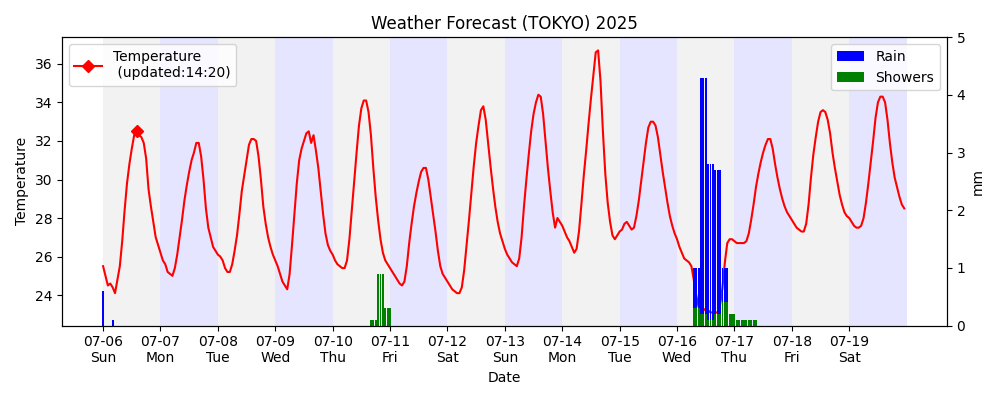 Weather Forecast (TOKYO) 2025
Temperature
(updated:14:20)
Rain
Showers
Temperature
36
34
32
30
28
26
24
5
4
3
2
1
0
mm
07-06 07-07 07-08 07-09 07-10 07-11 07-12 07-13 07-14 07-15 07-16 07-17 07-18 07-19
Sun Mon Tue Wed Thu Fri Sat Sun Mon Tue Wed Thu Fri Sat
Date